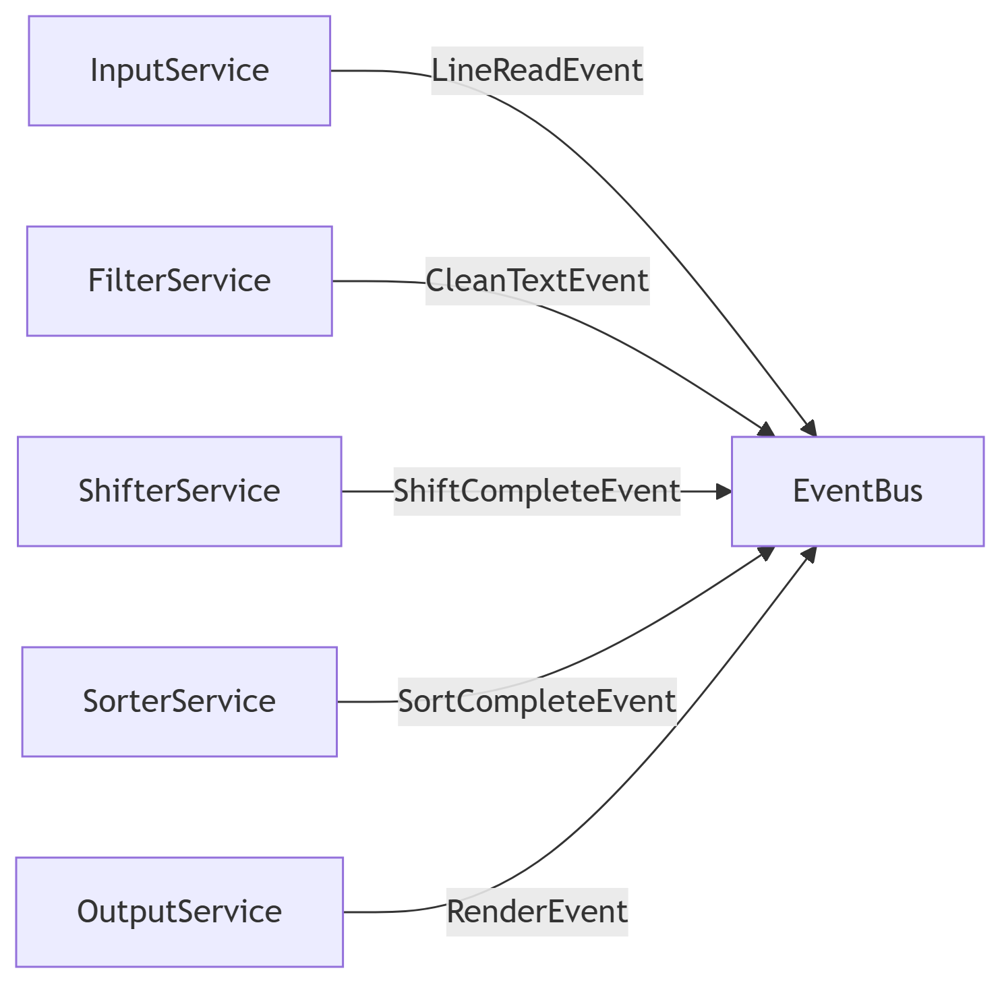 InputService
LineReadEvent
FilterService
CleanTextEvent
ShifterService
ShiftCompleteEvent
EventBus
SorterService
SortCompleteEvent
OutputService
RenderEvent